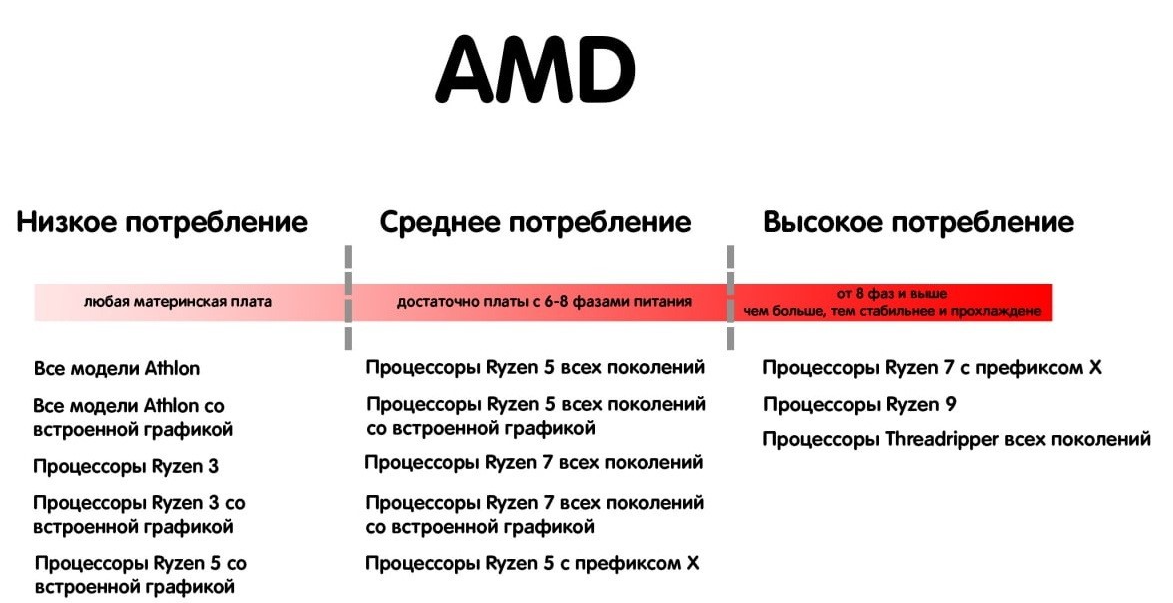 AMD
Низкое потребление
Среднее потребление
Высокое потребление
любая материнская плата
достаточно платы с 6-8 фазами питания
от 8 фаз и выше
чем больше, тем стабильнее и прохлаждене
Все модели Athlon
Все модели Athlon со
встроенной графикой
Процессоры Ryzen 3
Процессоры Ryzen 3 со
встроенной графикой
Процессоры Ryzen 5 со
встроенной графикой
Процессоры Ryzen 5 всех поколений
Процессоры Ryzen 5 всех поколений
со встроенной графикой
Процессоры Ryzen 7 всех поколений
Процессоры Ryzen 7 всех поколений
со встроенной графикой
Процессоры Ryzen 5 с префиксом X
Процессоры Ryzen 7 с префиксом X
Процессоры Ryzen 9
Процессоры Threadripper всех поколений